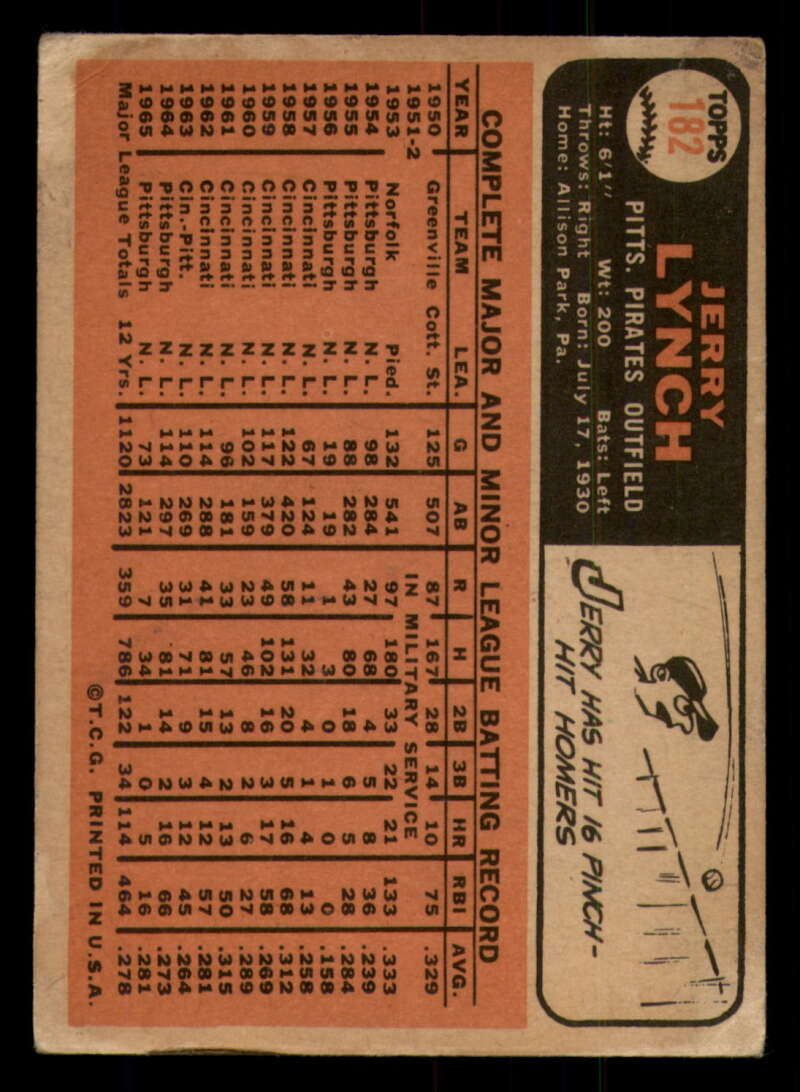 TOPPS
182
JERRY
LYNCH
PITTS. PIRATES OUTFIELD
Ht: 6'1" Wt: 200 Bats: Left
Throws: Right Born: July 17, 1930
Home: Allison Park, Pa.
JERRY HAS HIT 16 PINCH-
HIT HOMERS
COMPLETE MAJOR AND MINOR LEAGUE BATTING RECORD
YEAR TEAM LEA. G AB R H 2B 3B HR RBI AVG.
1950 Greenville Cott. St. 125 507 87 167 28 14 10 75 .329
1951-2 IN MILITARY SERVICE
1953 Norfolk Pied. 132 541 97 180 33 22 21 133 .333
1954 Pittsburgh N. L. 98 284 27 68 4 5 8 36 .239
1955 Pittsburgh N. L. 88 282 43 80 18 6 5 28 .284
1956 Pittsburgh N. L. 19 19 1 3 0 1 0 0 .158
1957 Cincinnati N. L. 67 124 11 32 4 1 4 13 .258
1958 Cincinnati N. L. 122 420 58 131 20 5 16 68 .312
1959 Cincinnati N. L. 117 379 49 102 16 3 17 58 .269
1960 Cincinnati N. L. 102 159 23 46 8 2 6 27 .289
1961 Cincinnati N. L. 96 181 33 57 13 2 13 50 .315
1962 Cincinnati N. L. 114 288 41 81 15 4 12 57 .281
1963 Cin.-Pitt. N. L. 110 269 31 71 9 3 12 45 .264
1964 Pittsburgh N. L. 114 297 35 81 14 2 16 66 .273
1965 Pittsburgh N. L. 73 121 7 34 1 0 5 16 .281
Major League Totals 12 Yrs. 1120 2823 359 786 122 34 114 464 .278
©T.C.G. PRINTED IN U.S.A.